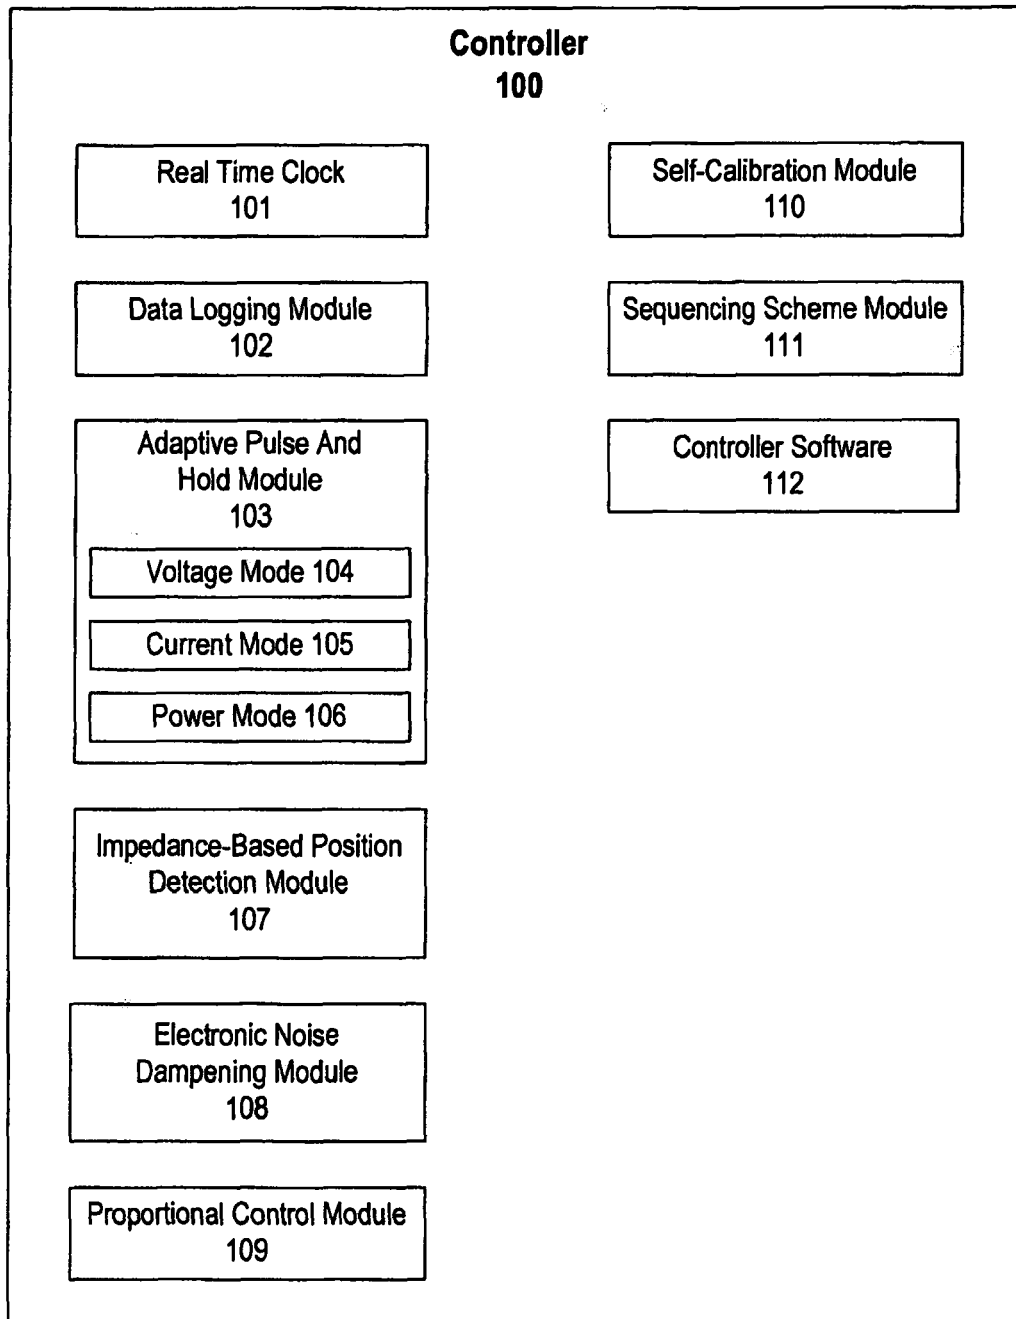 Controller
100
Real Time Clock
101
Data Logging Module
102
Adaptive Pulse And
Hold Module
103
Voltage Mode 104
Current Mode 105
Power Mode 106
Impedance-Based Position
Detection Module
107
Electronic Noise
Dampening Module
108
Proportional Control Module
109
Self-Calibration Module
110
Sequencing Scheme Module
111
Controller Software
112